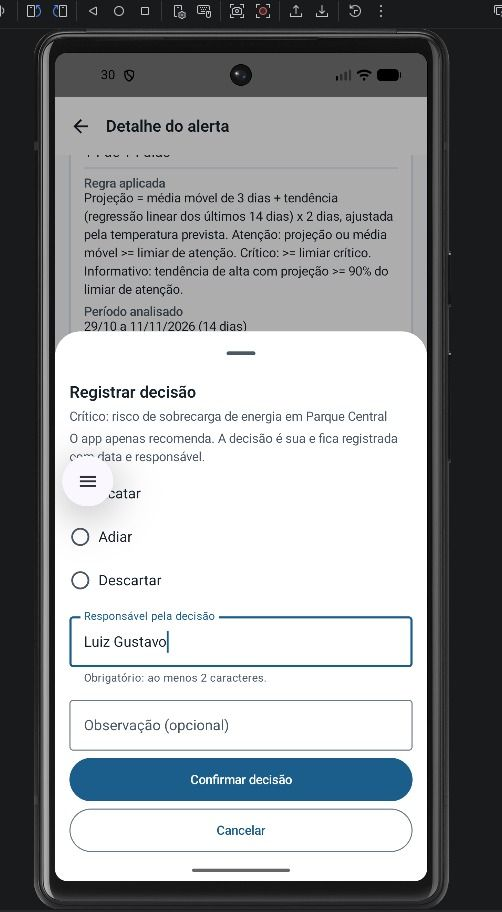 30
Detalhe do alerta
Regra aplicada
Projeção = média móvel de 3 dias + tendência
(regressão linear dos últimos 14 dias) x 2 dias, ajustada
pela temperatura prevista. Atenção: projeção ou média
móvel >= limiar de atenção. Crítico: >= limiar crítico.
Informativo: tendência de alta com projeção >= 90% do
limiar de atenção.
Período analisado
29/10 a 11/11/2026 (14 dias)
Registrar decisão
Crítico: risco de sobrecarga de energia em Parque Central
O app apenas recomenda. A decisão é sua e fica registrada
com data e responsável.
catar
Adiar
Descartar
Responsável pela decisão
Luiz Gustavo
Obrigatório: ao menos 2 caracteres.
Observação (opcional)
Confirmar decisão
Cancelar